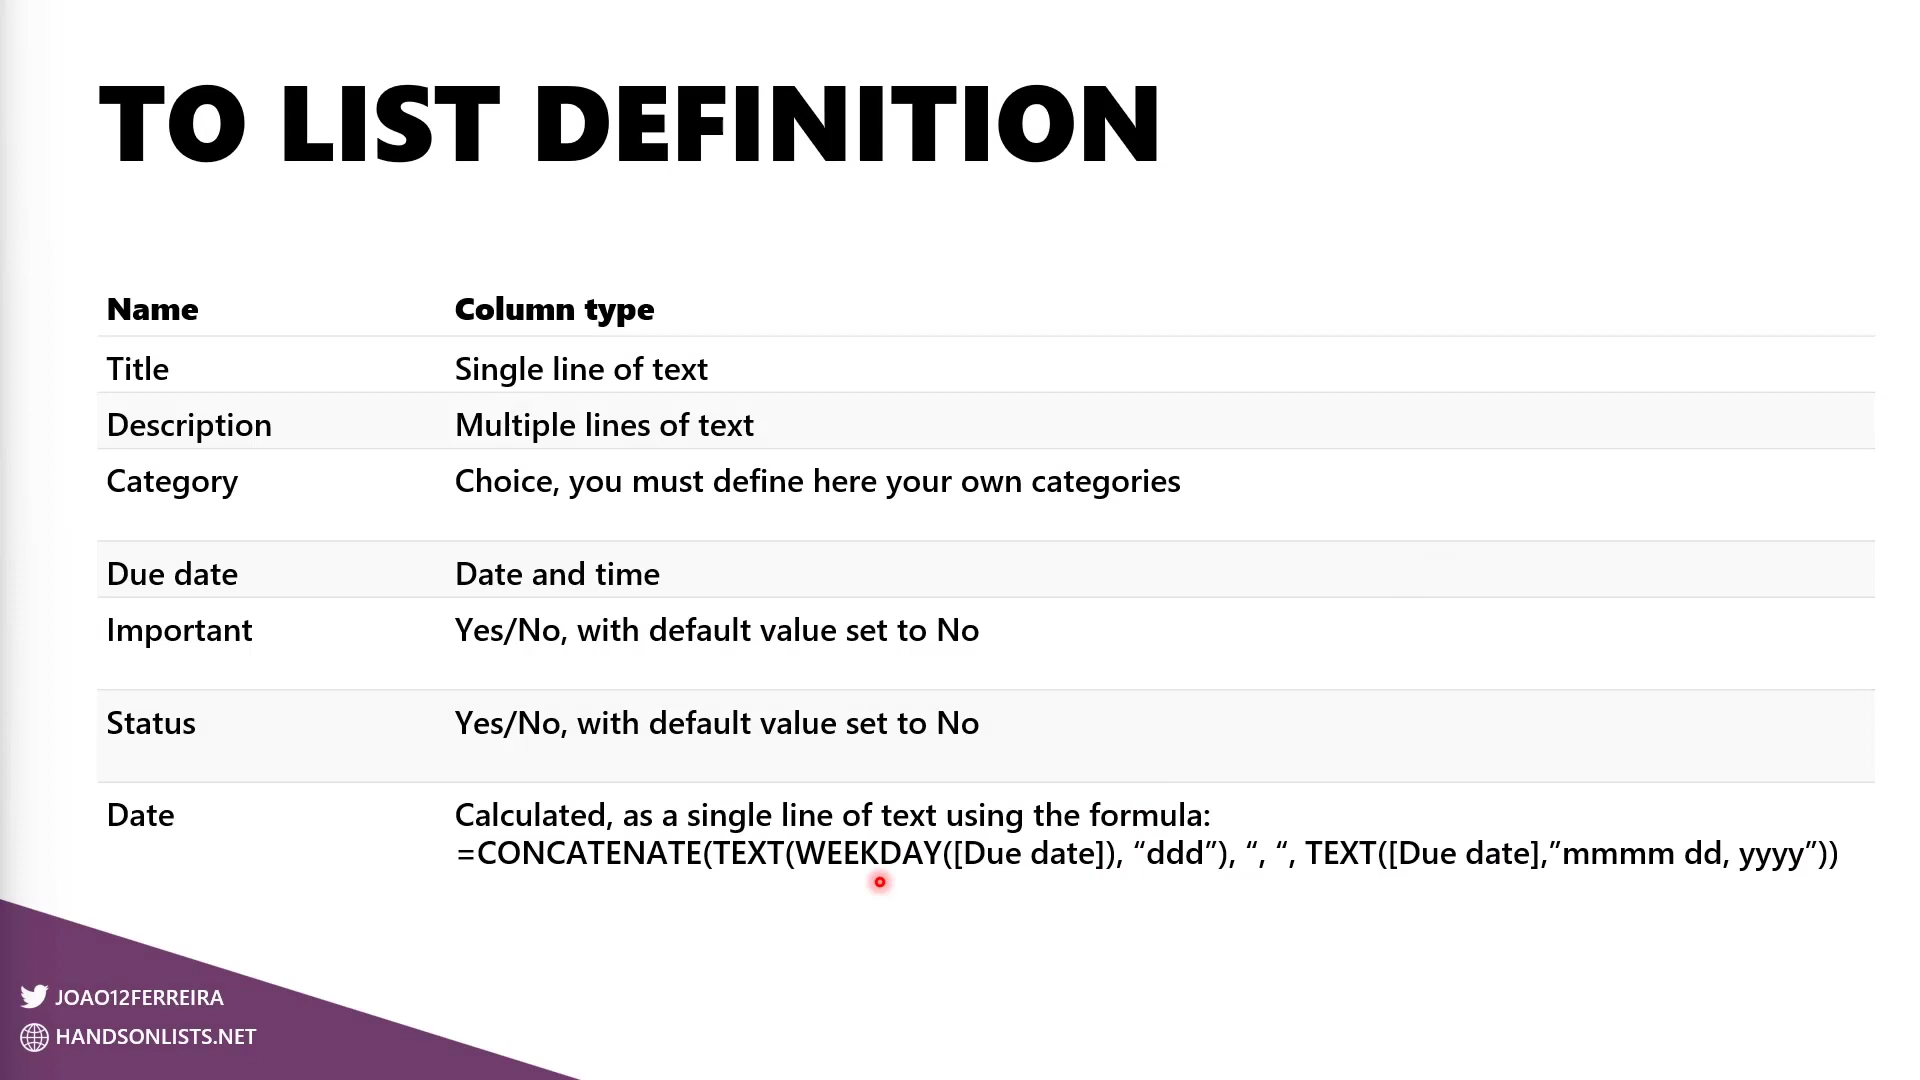 TO LIST DEFINITION
Name Column type
Title Single line of text
Description Multiple lines of text
Category Choice, you must define here your own categories
Due date Date and time
Important Yes/No, with default value set to No
Status Yes/No, with default value set to No
Date Calculated, as a single line of text using the formula:
=CONCATENATE(TEXT(WEEKDAY([Due date]), “ddd”), “, “, TEXT([Due date],”mmmm dd, yyyy”))
JOAO12FERREIRA
HANDSONLISTS.NET